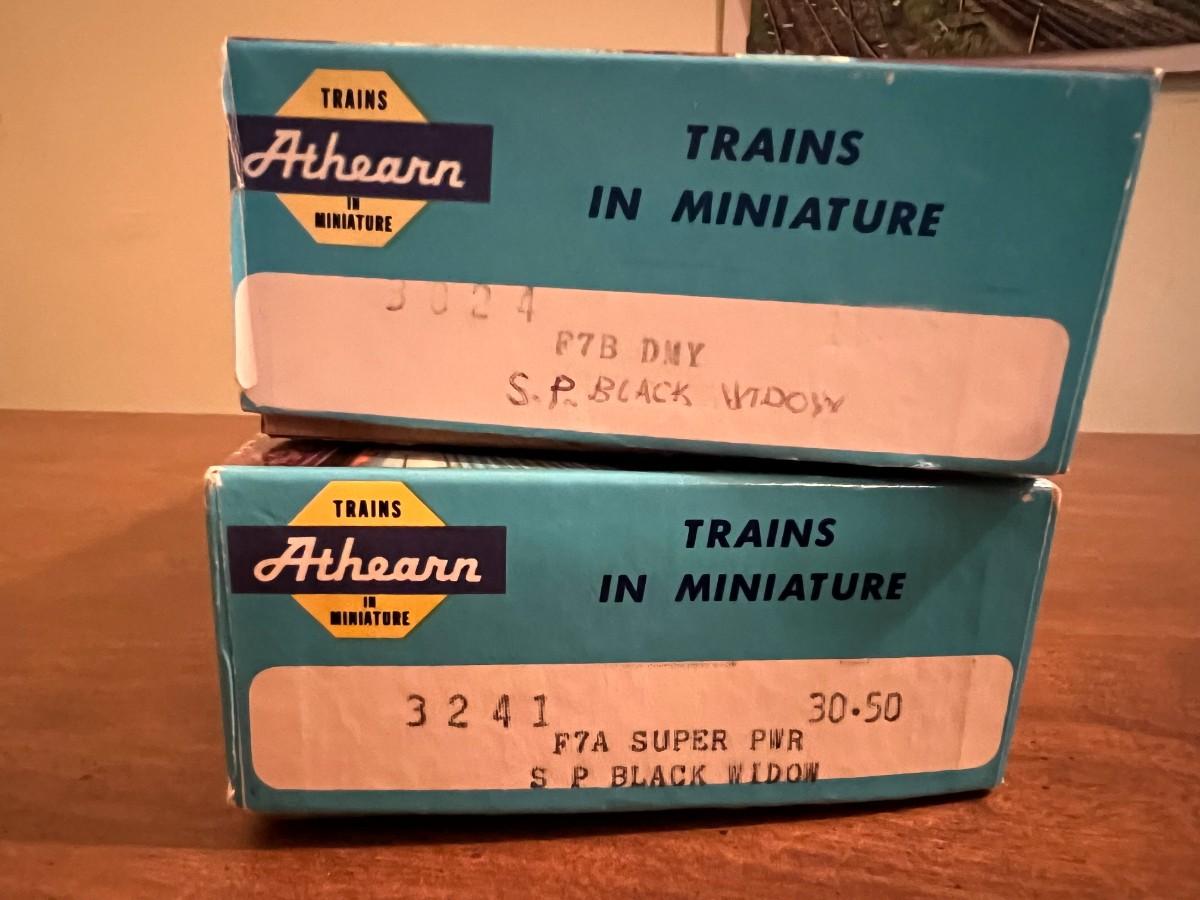 TRAINS
Athearn
IN
MINIATURE
TRAINS
IN MINIATURE
3024
F7B DMY
S.P. BLACK WIDOW
TRAINS
Athearn
IN
MINIATURE
TRAINS
IN MINIATURE
3241 30.50
F7A SUPER PWR
S P BLACK WIDOW